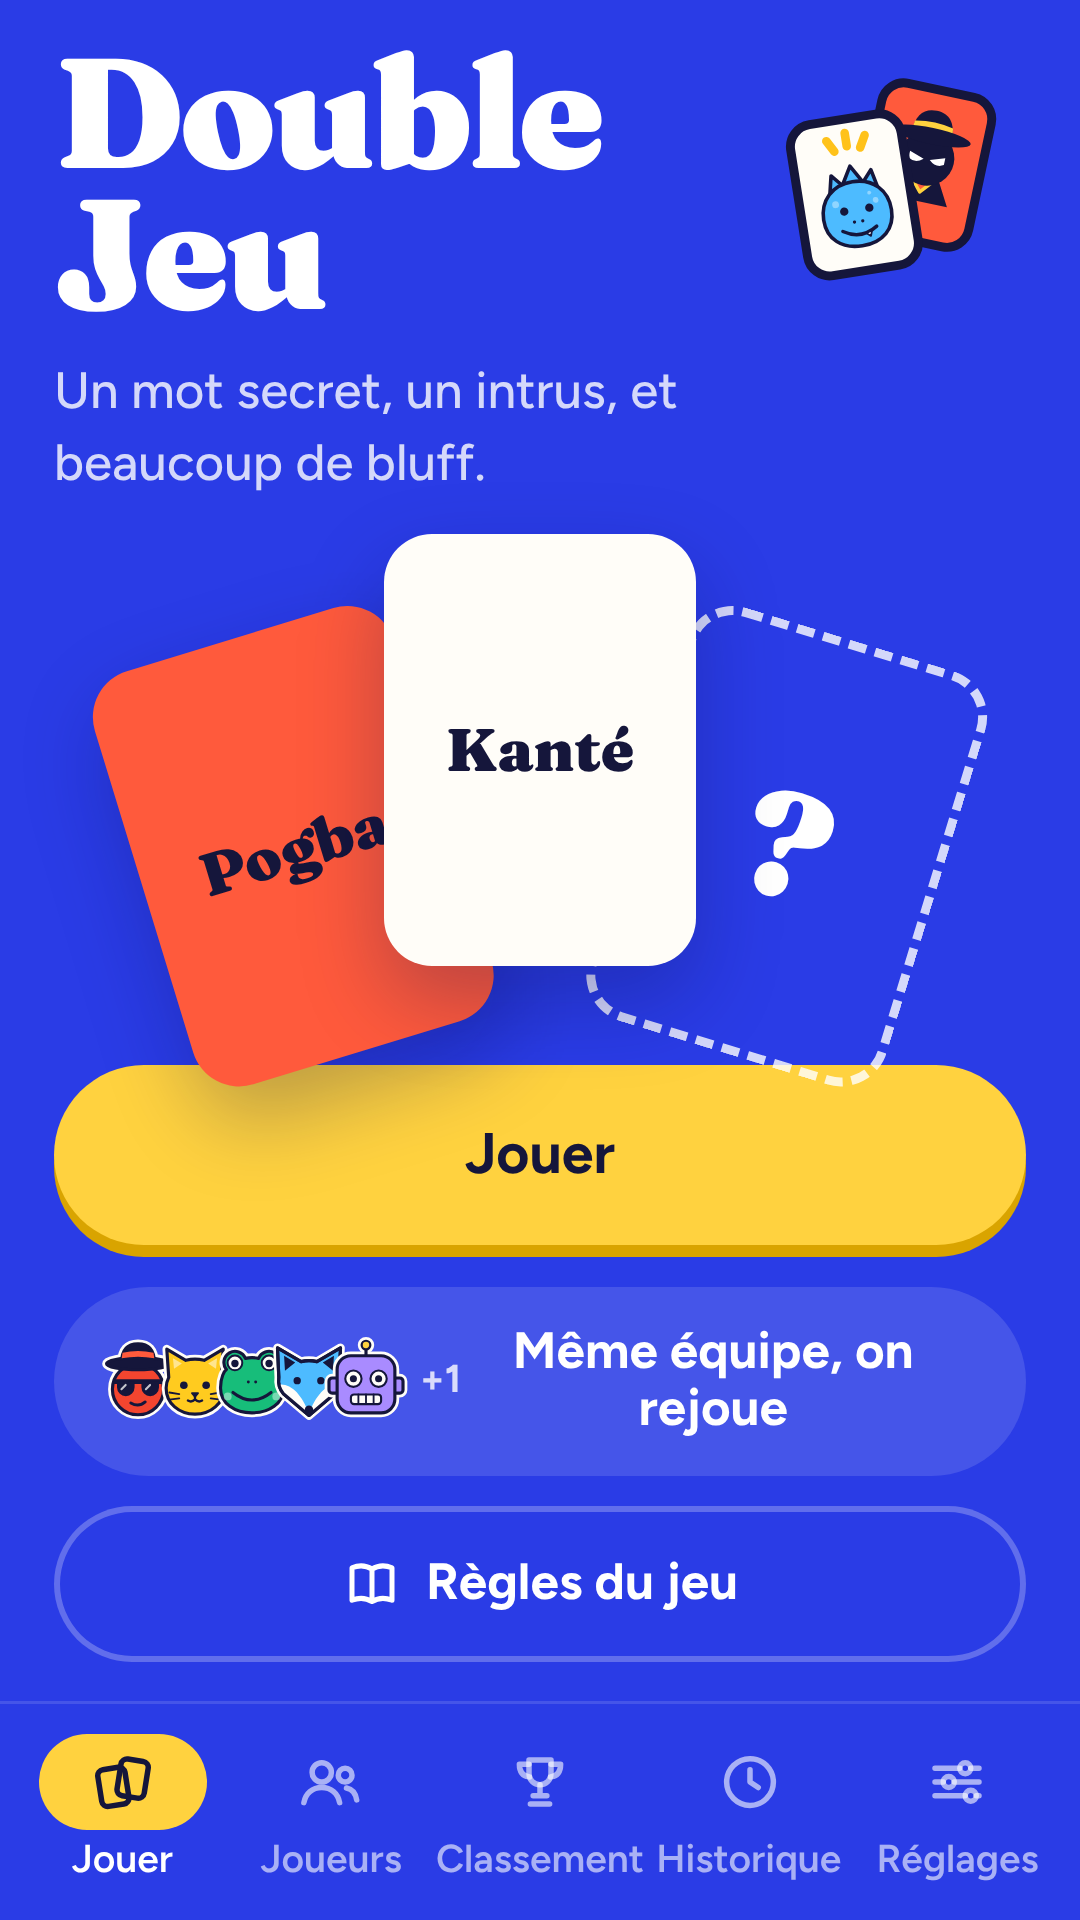 Double
Jeu
Un mot secret, un intrus, et
beaucoup de bluff.
Kanté
Pogba
?
Jouer
+1
Même équipe, on
rejoue
Règles du jeu
Jouer
Joueurs
Classement
Historique
Réglages